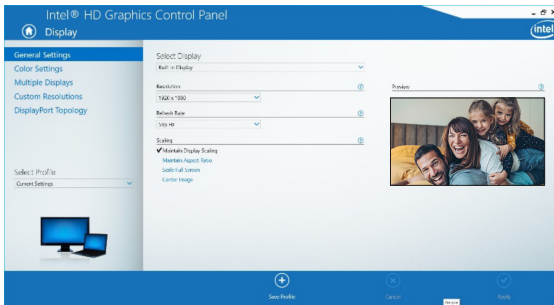 Intel® HD Graphics Control Panel
Display
intel
General Settings
Color Settings
Multiple Displays
Custom Resolutions
DisplayPort Topology
Select Profile
Current Settings
Select Display
Built-in Display
Resolution
Refresh Rate
Scaling
Maintain Display Scaling
Maintain Aspect Ratio
Scale Full Screen
Center Image
Preview
Save Profile
Cancel
Apply